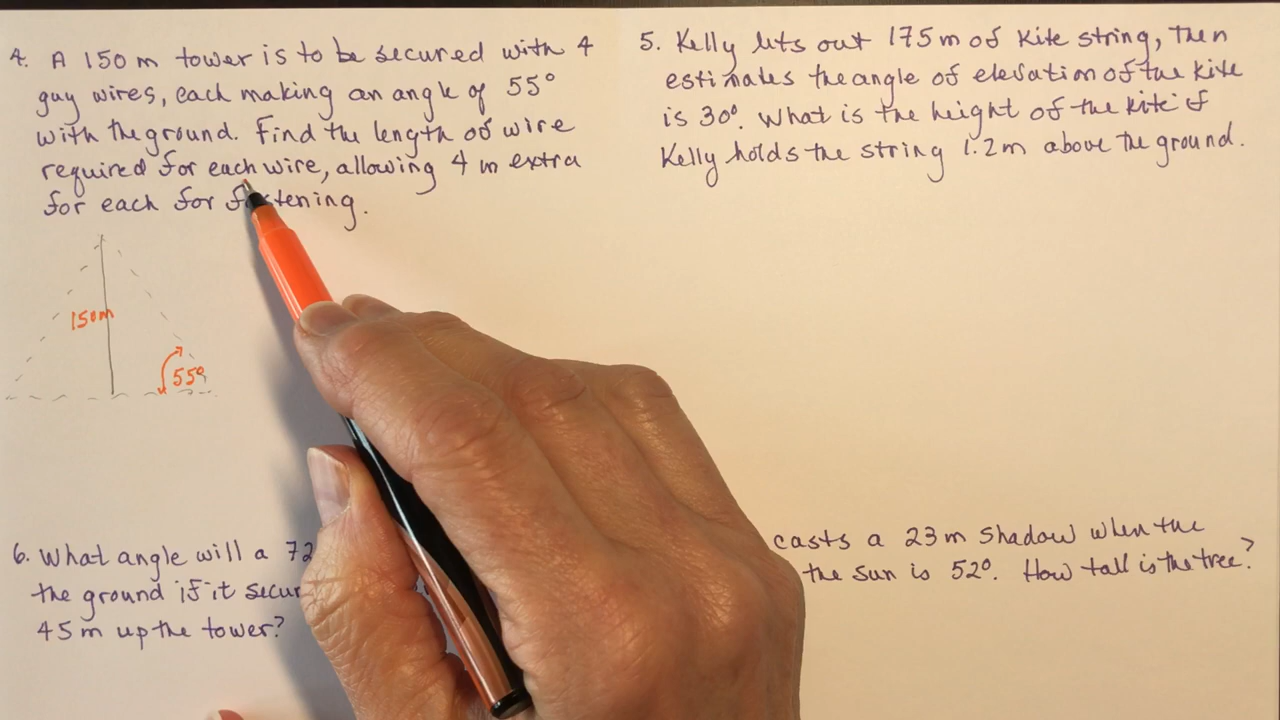 4. A 150 m tower is to be secured with 4
guy wires, each making an angle of 55°
with the ground. Find the length of wire
required for each wire, allowing 4 m extra
for each for
150m
55°
5. Kelly lets out 175 m of kite string, then
estimates the angle of elevation of the kite
is 30°. What is the height of the kite if
Kelly holds the string 1.2 m above the ground.
6. What angle will a 72
the ground if it secur
45 m up the tower?
casts a 23 m shadow when the
the sun is 52°. How tall is the tree?